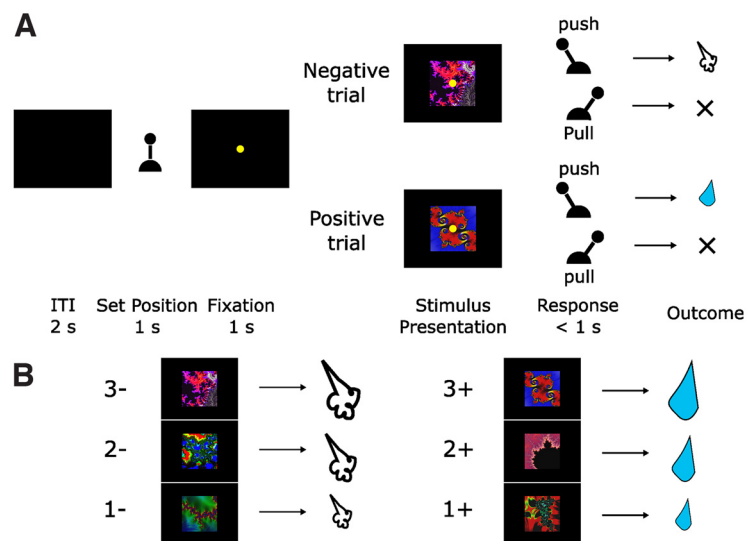 A
push
Negative
trial
Pull
push
Positive
trial
pull
ITI
2 s
Set Position
1 s
Fixation
1 s
Stimulus
Presentation
Response
< 1 s
Outcome
B
3-
3+
2-
2+
1-
1+